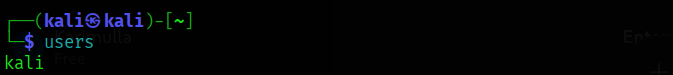 ┌──(kali㉿kali)-[~]
└─$ users
kali